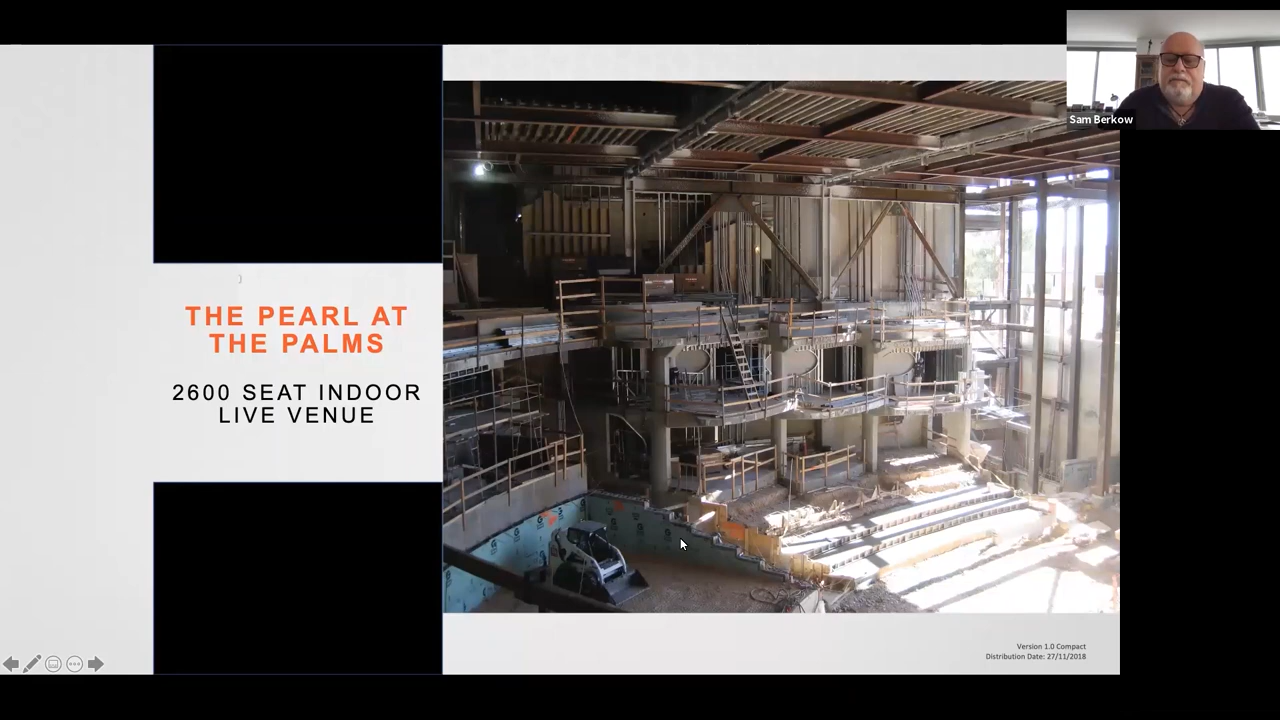 THE PEARL AT
THE PALMS
2600 SEAT INDOOR
LIVE VENUE
Sam Berkow
Version 1.0 Compact
Distribution Date: 27/11/2018